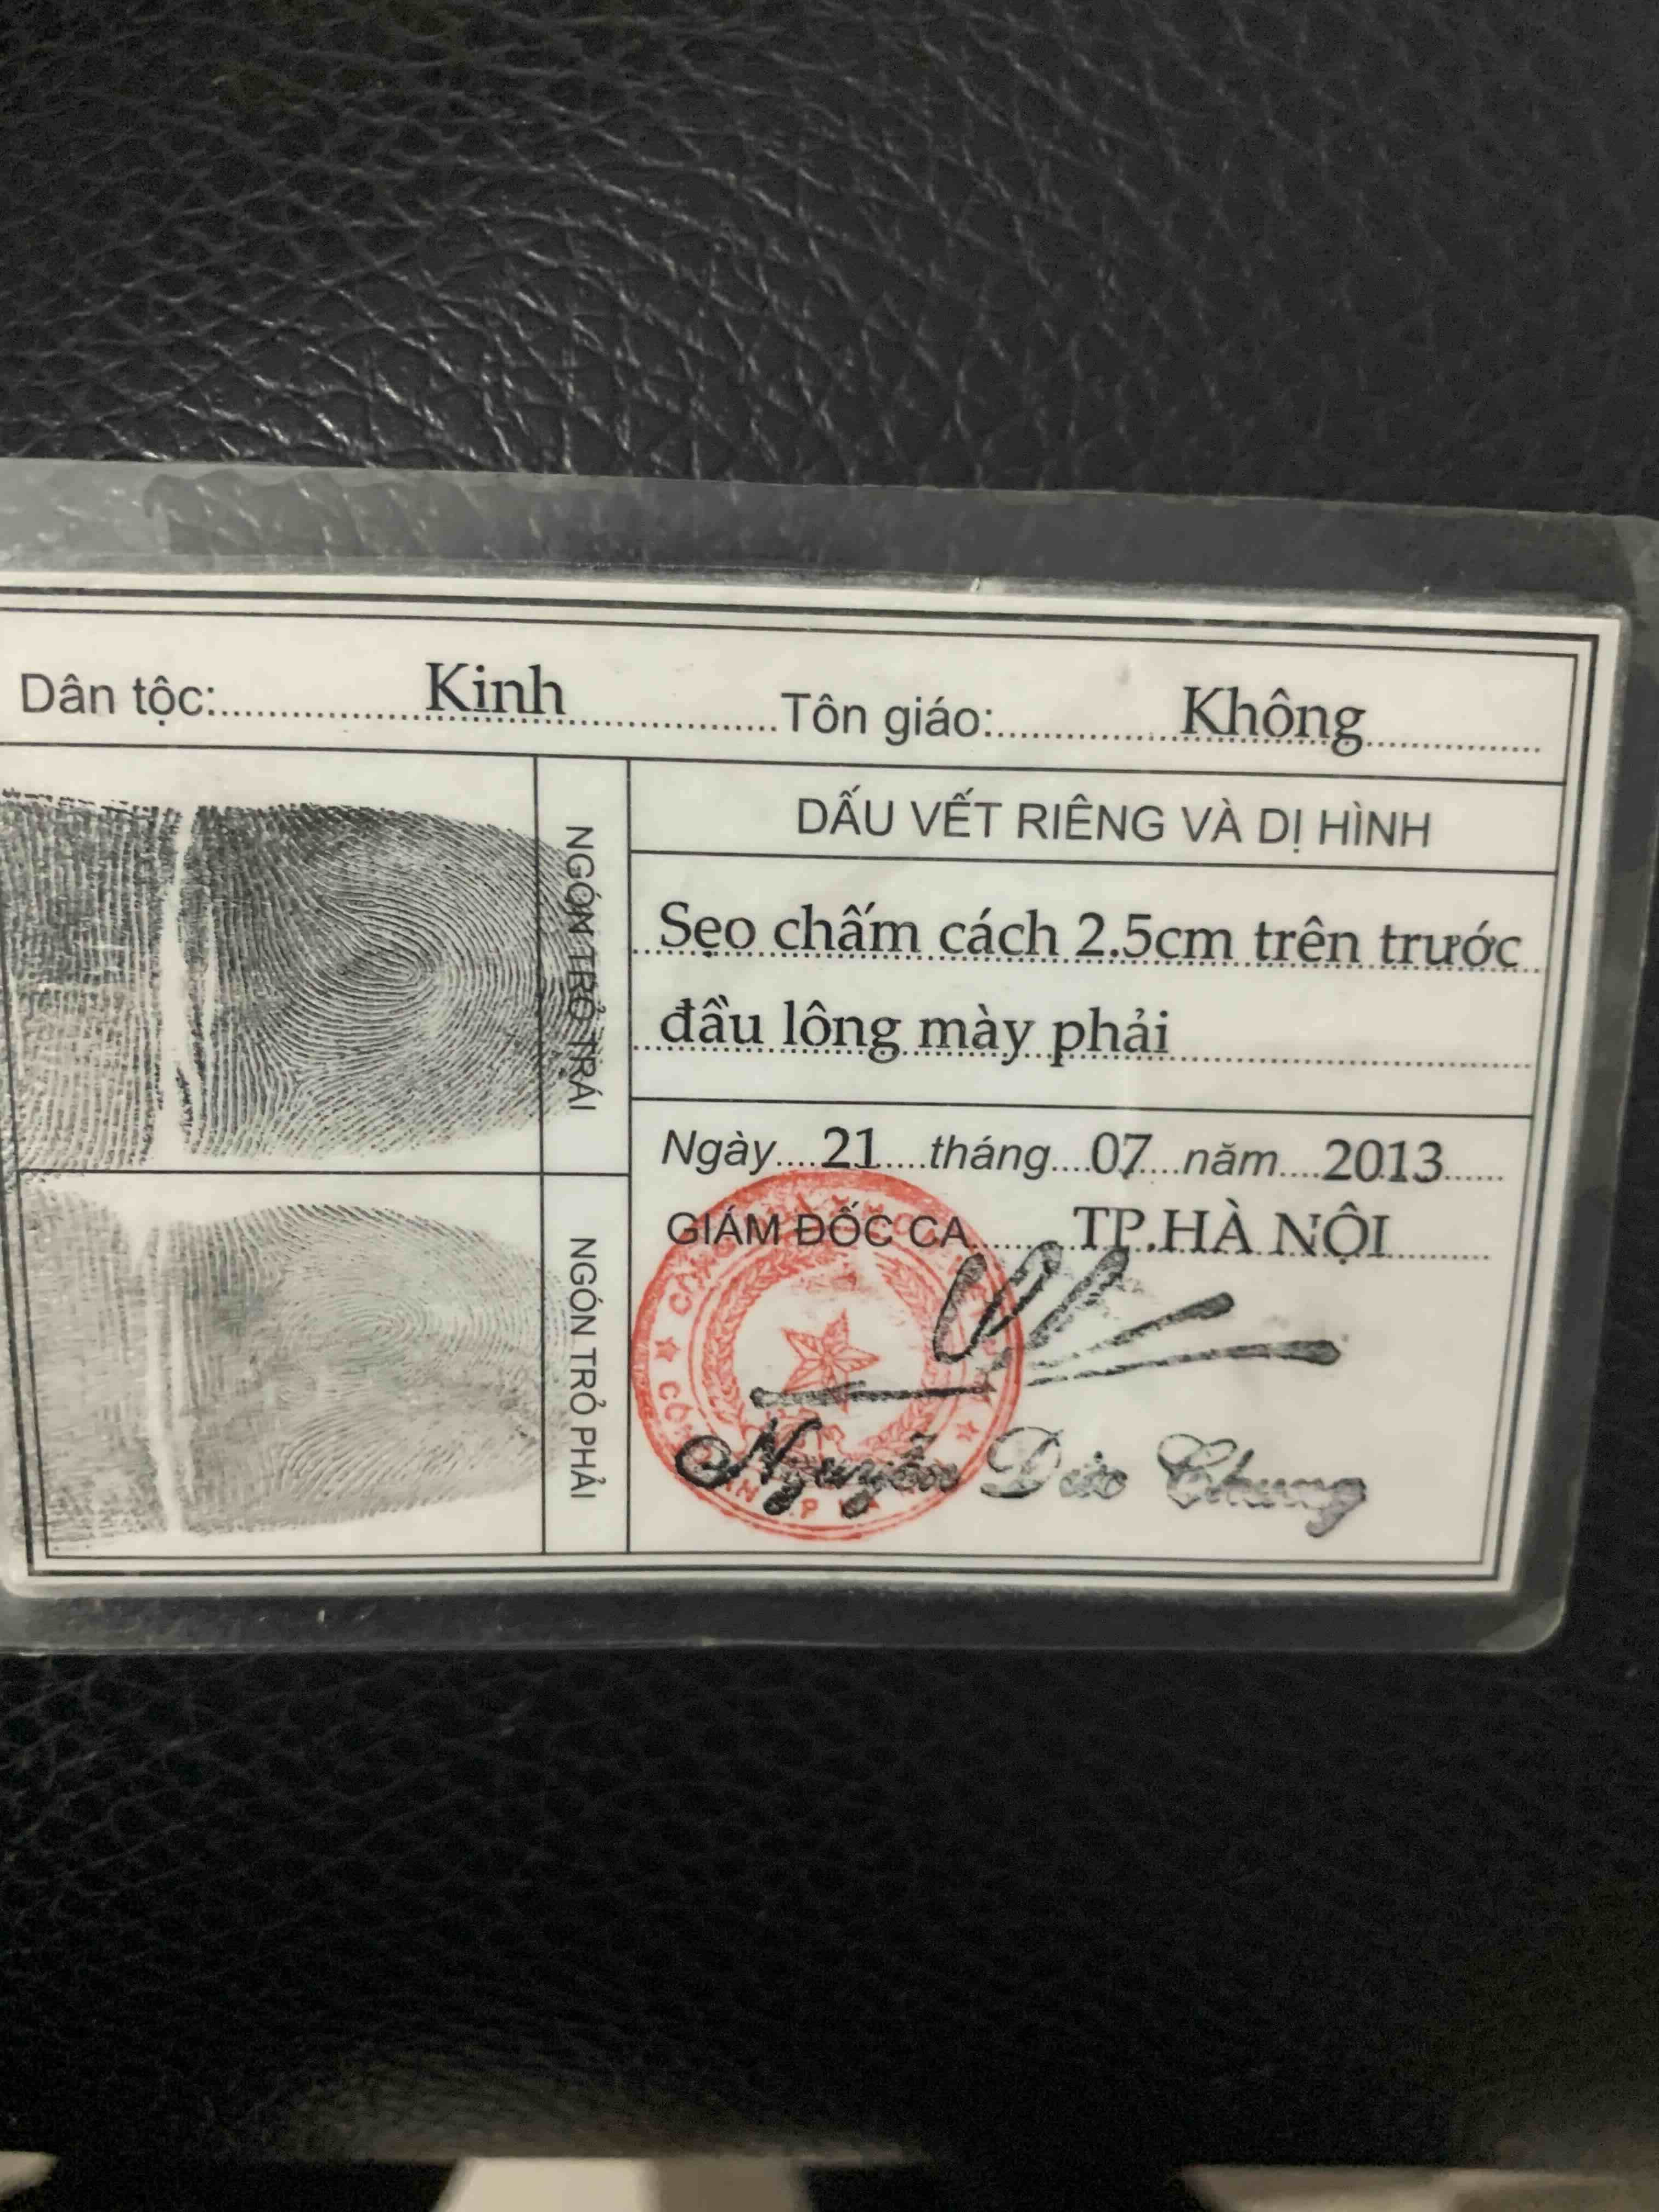 Dân tộc: Kinh Tôn giáo: Không
NGÓN TRỎ TRÁI
NGÓN TRỎ PHẢI
DẤU VẾT RIÊNG VÀ DỊ HÌNH
Sẹo chấm cách 2.5cm trên trước
đầu lông mày phải
Ngày 21 tháng 07 năm 2013
GIÁM ĐỐC CA TP.HÀ NỘI
Nguyễn Đức Chung